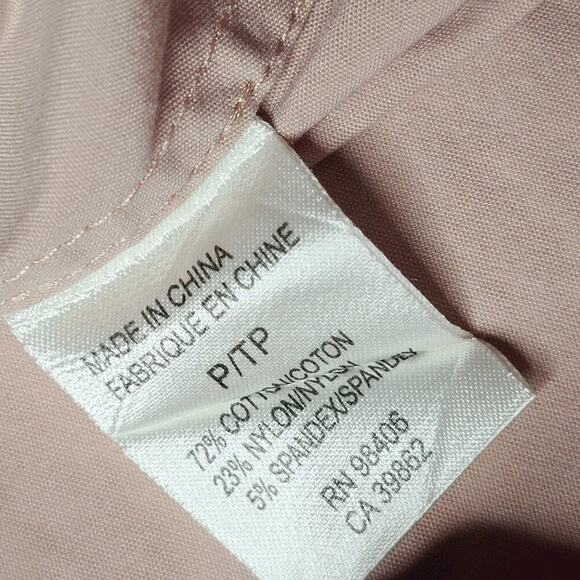 MADE IN CHINA
FABRIQUE EN CHINE
P/TP
72% COTTON/COTON
23% NYLON/NYLON
5% SPANDEX/SPANDEX
RN 98406
CA 39862